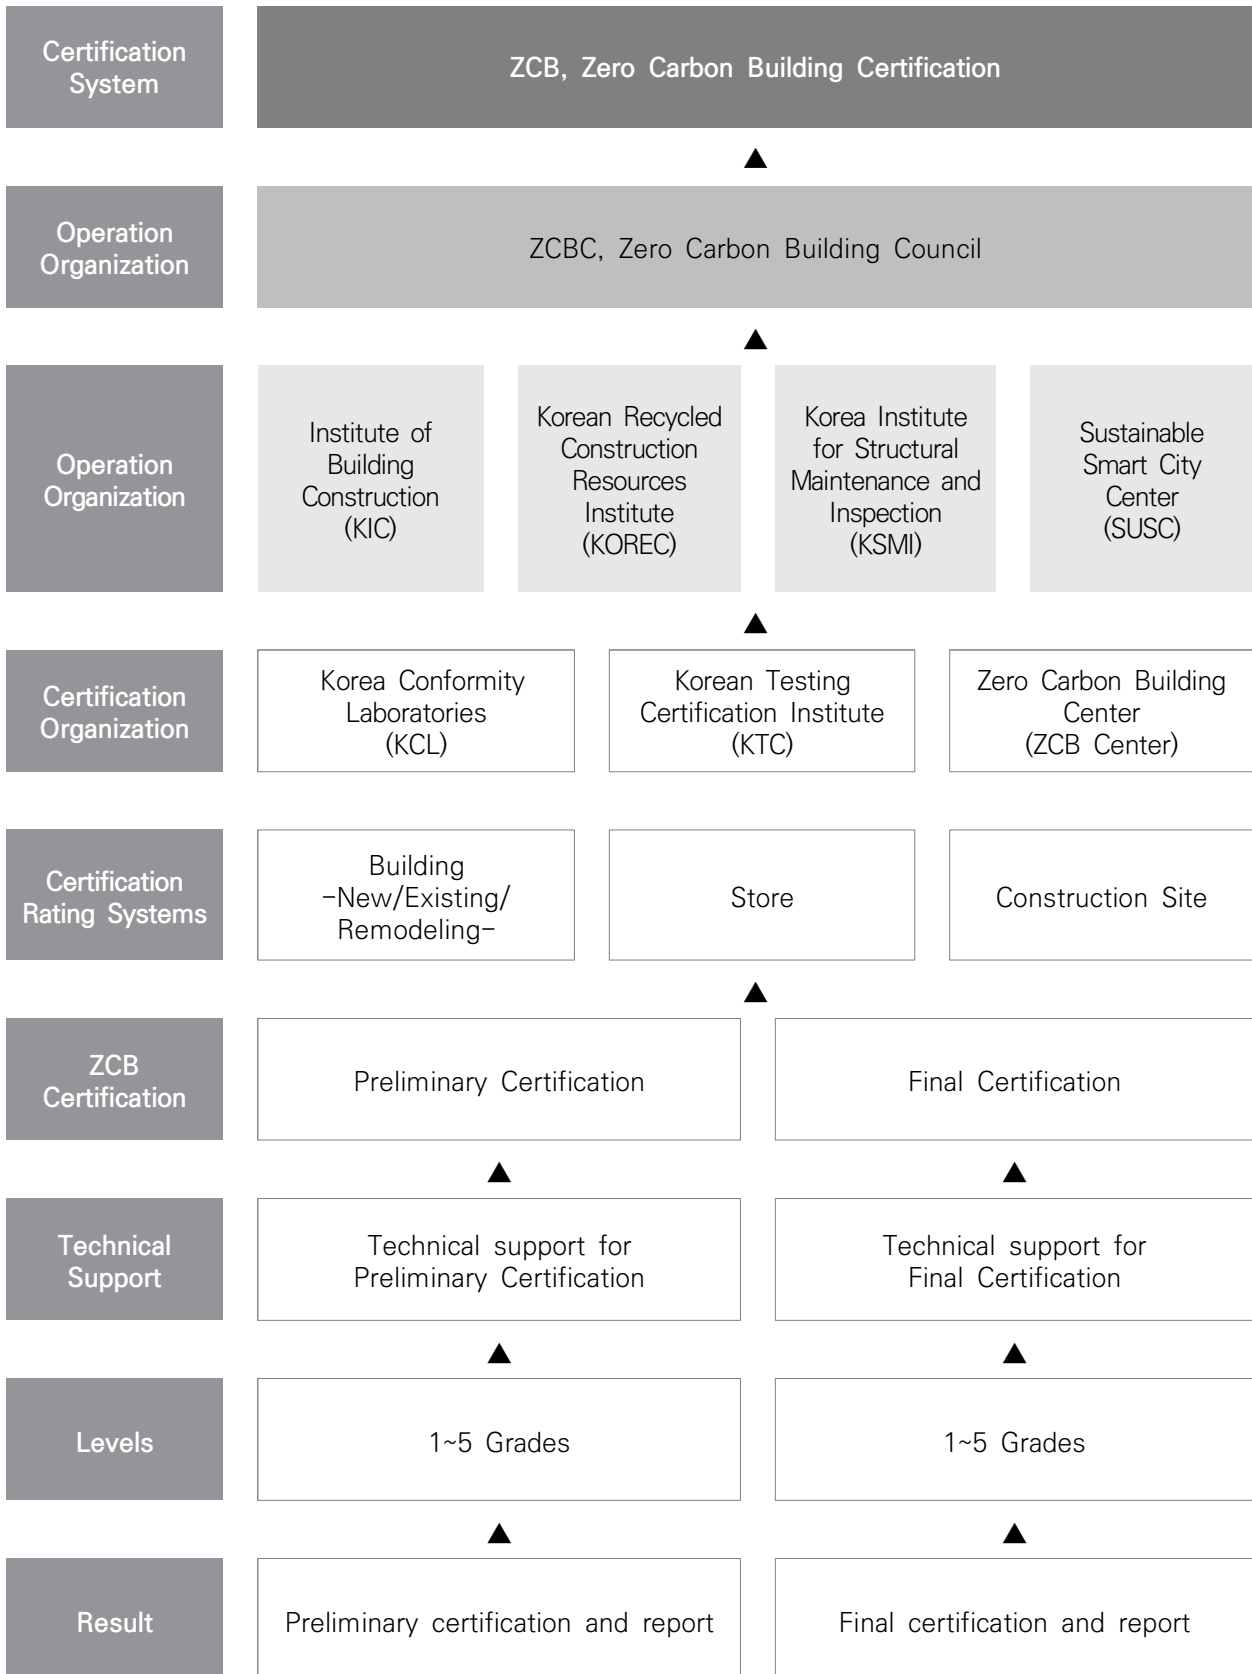 Certification
System
ZCB, Zero Carbon Building Certification
▲
Operation
Organization
ZCBC, Zero Carbon Building Council
▲
Operation
Organization
Institute of
Building
Construction
(KIC)
Korean Recycled
Construction
Resources
Institute
(KOREC)
Korea Institute
for Structural
Maintenance and
Inspection
(KSMI)
Sustainable
Smart City
Center
(SUSC)
▲
Certification
Organization
Korea Conformity
Laboratories
(KCL)
Korean Testing
Certification Institute
(KTC)
Zero Carbon Building
Center
(ZCB Center)
Certification
Rating Systems
Building
-New/Existing/
Remodeling-
Store
Construction Site
▲
ZCB
Certification
Preliminary Certification
Final Certification
▲ ▲
Technical
Support
Technical support for
Preliminary Certification
Technical support for
Final Certification
▲ ▲
Levels
1~5 Grades
1~5 Grades
▲ ▲
Result
Preliminary certification and report
Final certification and report